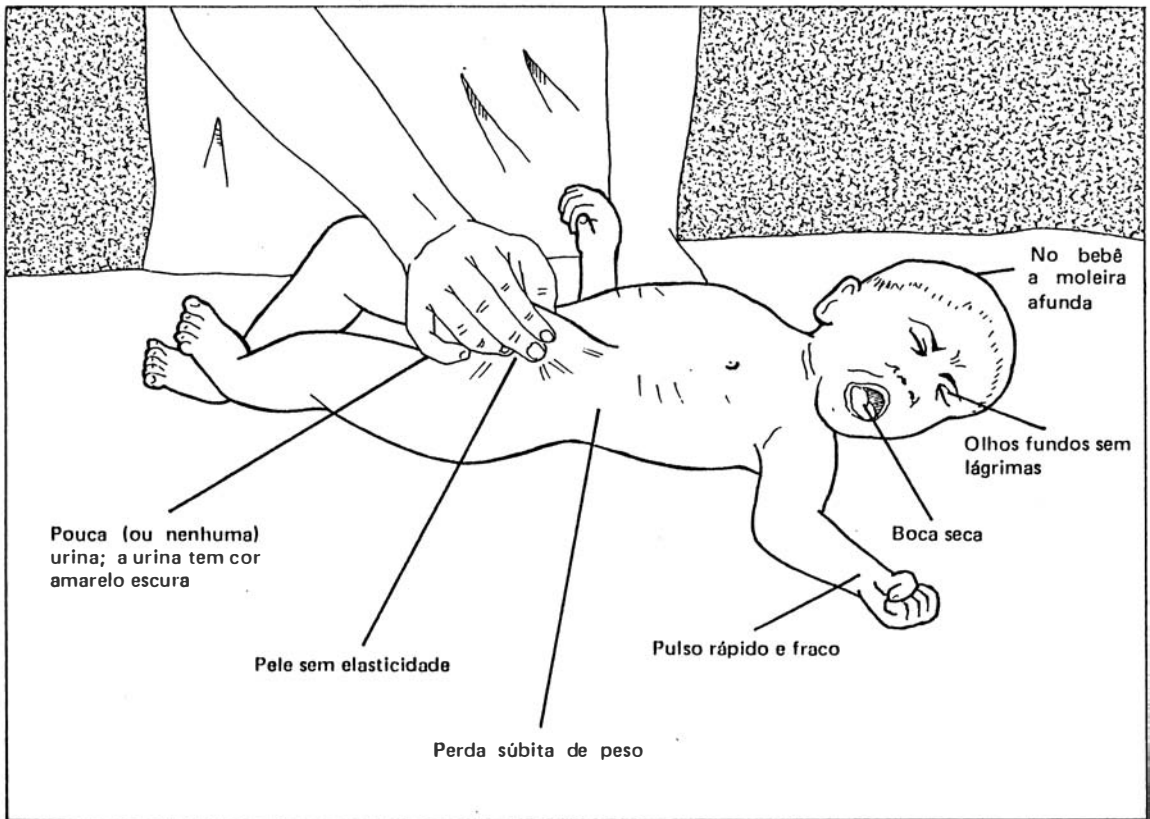 No bebê
a moleira
afunda
Olhos fundos sem
lágrimas
Boca seca
Pulso rápido e fraco
Pouca (ou nenhuma)
urina; a urina tem cor
amarelo escura
Pele sem elasticidade
Perda súbita de peso